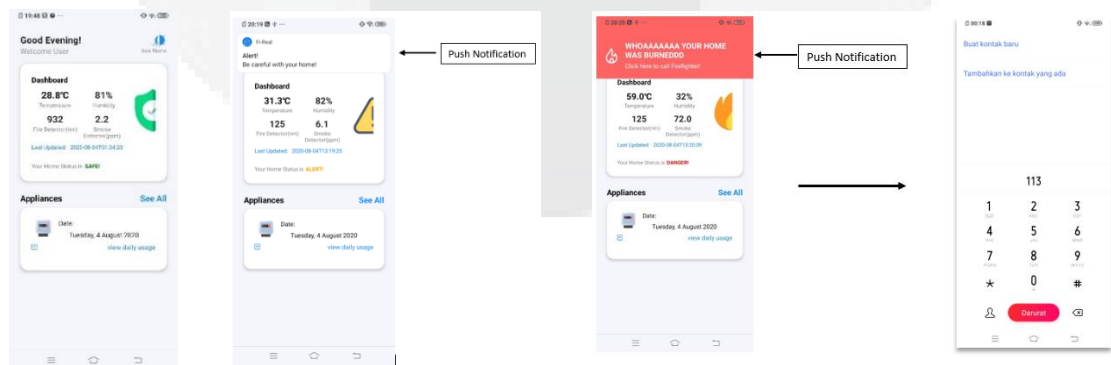 19:48
Good Evening!
Welcome User
Dashboard
28.8°C 81%
Temperature Humidity
932 2.2
Fire Detector(nm) Smoke
Detector(ppm)
Last Updated: 2020-08-04T01:34:20
Your Home Status is SAFE!
Appliances See All
Date:
Tuesday, 4 August 2020
view daily usage
20:19
Fi-Real
Alert!
Be careful with your home!
Dashboard
31.3°C 82%
Temperature Humidity
125 6.1
Fire Detector(nm) Smoke
Detector(ppm)
Last Updated: 2020-08-04T13:19:25
Your Home Status is ALERT!
Appliances See All
Date:
Tuesday, 4 August 2020
view daily usage
Push Notification
20:20
WHOAAAAAAA YOUR HOME
WAS BURNEDDD
Click here to call Firefighter!
Dashboard
59.0°C 32%
Temperature Humidity
125 72.0
Fire Detector(nm) Smoke
Detector(ppm)
Last Updated: 2020-08-04T13:20:09
Your Home Status is DANGER!
Appliances See All
Date:
Tuesday, 4 August 2020
view daily usage
Push Notification
00:18
Buat kontak baru
Tambahkan ke kontak yang ada
113
1 2 3
4 5 6
7 8 9
* 0 #
Darurat